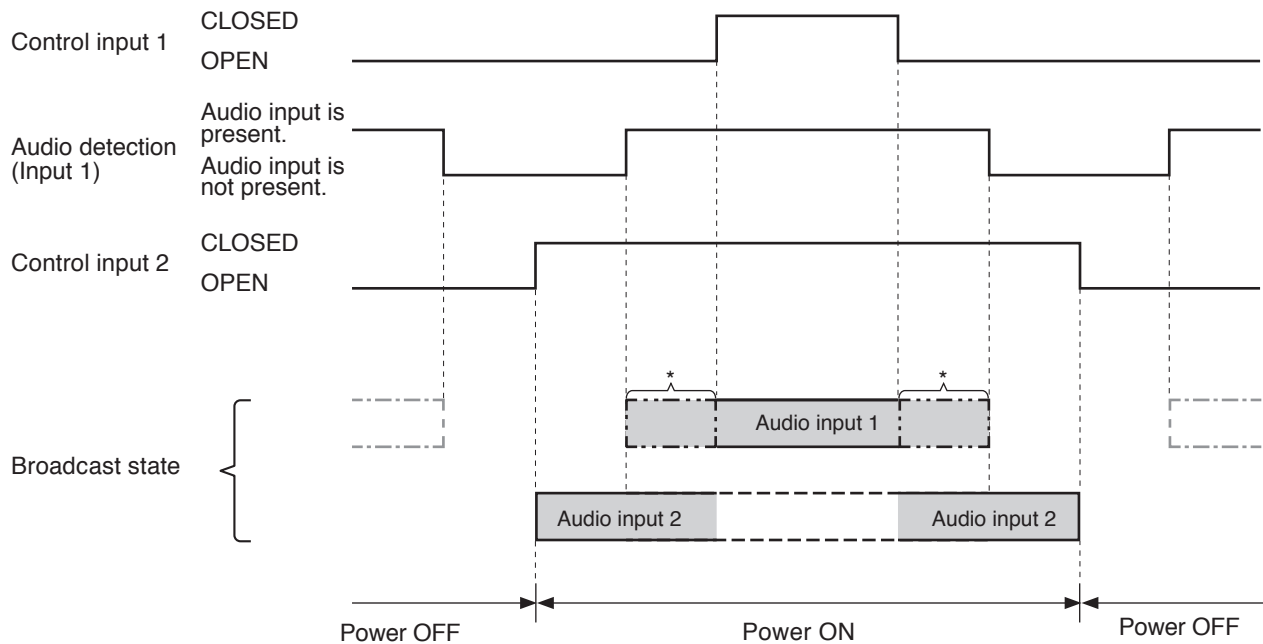 Control input 1
CLOSED
OPEN
Audio detection
(Input 1)
Audio input is
present.
Audio input is
not present.
Control input 2
CLOSED
OPEN
Broadcast state
*
*
Audio input 1
Audio input 2
Audio input 2
Power OFF
Power ON
Power OFF